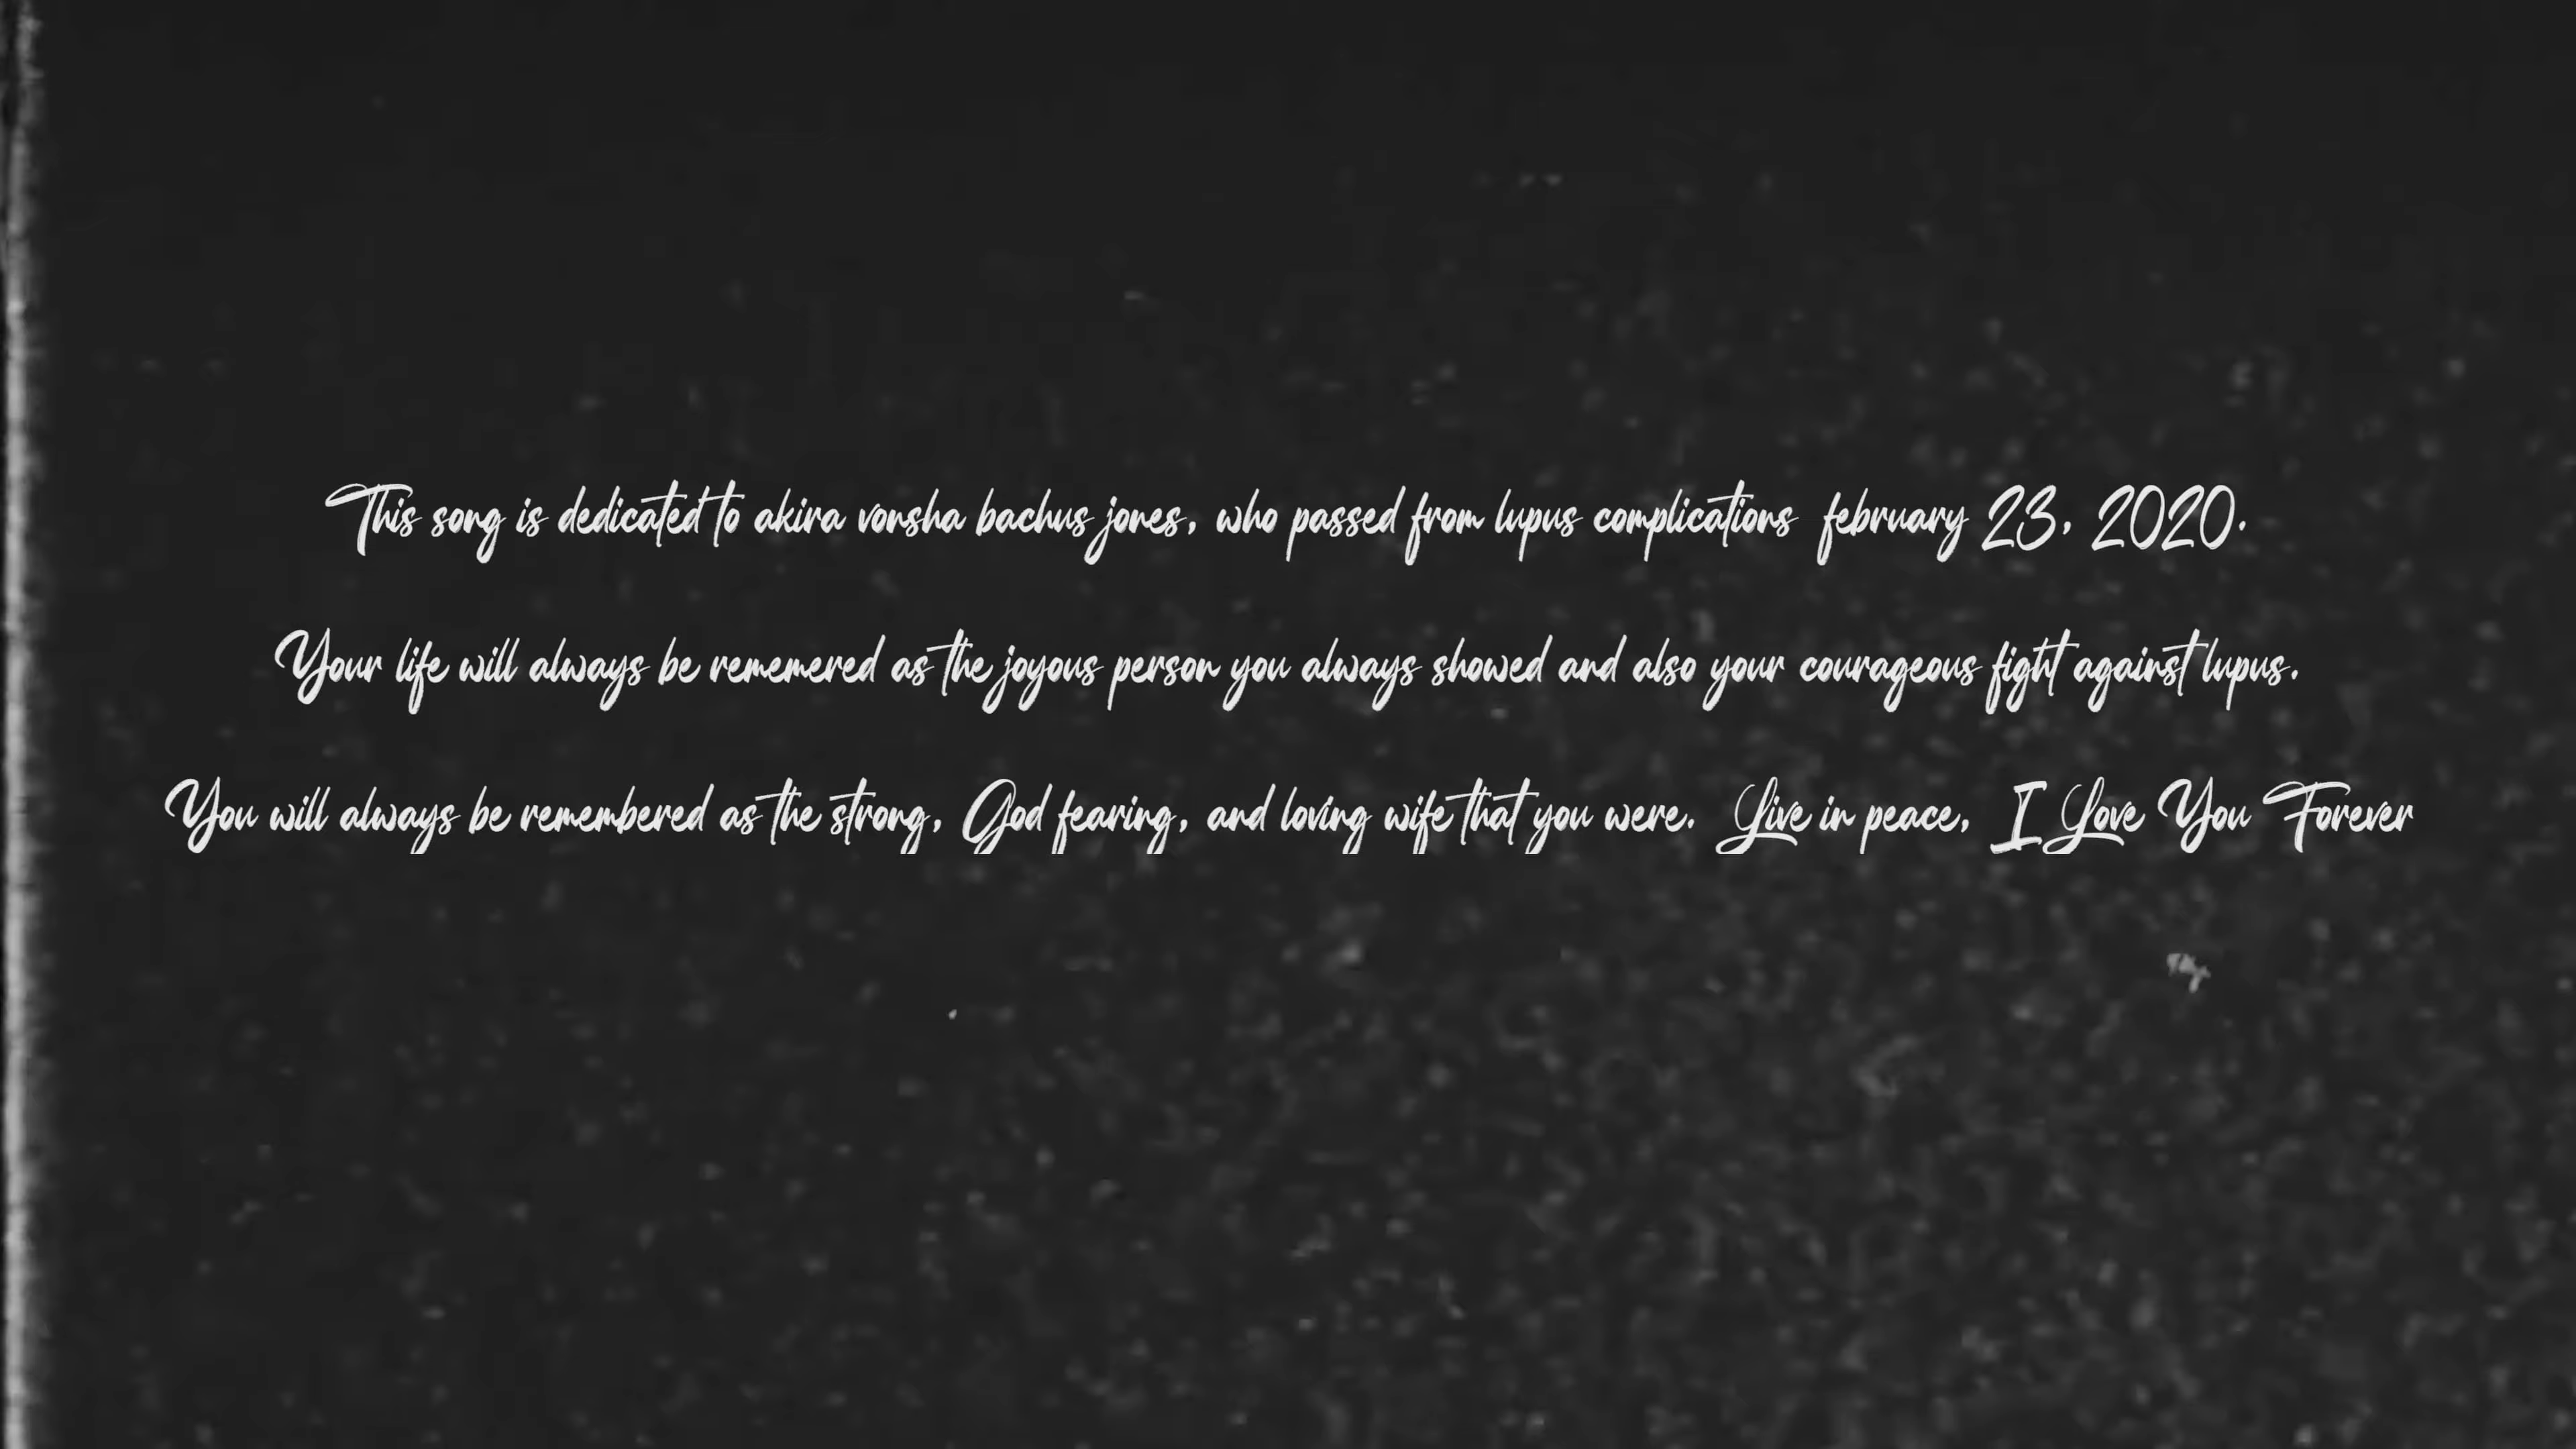 This song is dedicated to akira vonsha bachus jones, who passed from lupus complications february 23, 2020.
Your life will always be rememered as the joyous person you always showed and also your courageous fight against lupus.
You will always be remembered as the strong, God fearing, and loving wife that you were. Live in peace, I Love You Forever